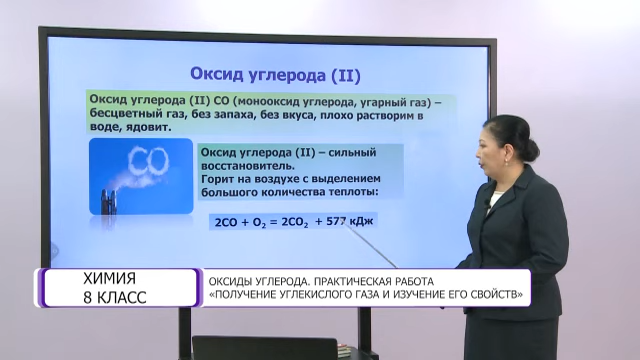 Оксид углерода (II)
Оксид углерода (II) CO (монооксид углерода, угарный газ) –
бесцветный газ, без запаха, без вкуса, плохо растворим в
воде, ядовит.
CO
Оксид углерода (II) – сильный
восстановитель.
Горит на воздухе с выделением
большого количества теплоты:
2CO + O₂ = 2CO₂ + 577 кДж
ХИМИЯ
8 КЛАСС
ОКСИДЫ УГЛЕРОДА. ПРАКТИЧЕСКАЯ РАБОТА
«ПОЛУЧЕНИЕ УГЛЕКИСЛОГО ГАЗА И ИЗУЧЕНИЕ ЕГО СВОЙСТВ»